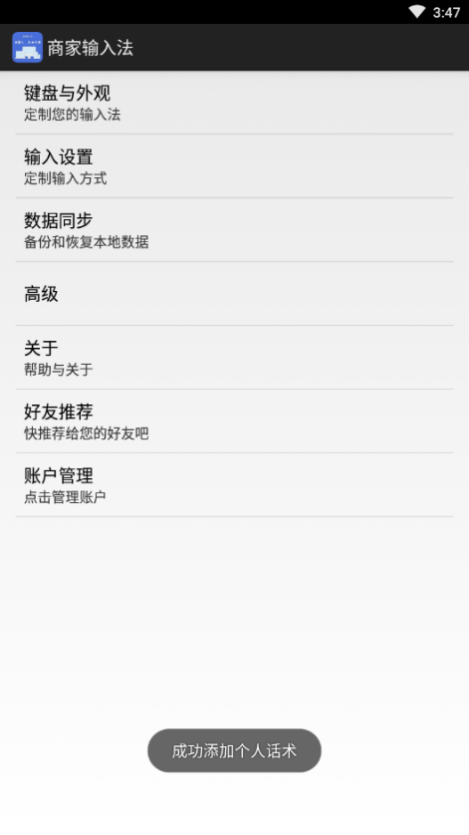 3:47
商家输入法
键盘与外观
定制您的输入法
输入设置
定制输入方式
数据同步
备份和恢复本地数据
高级
关于
帮助与关于
好友推荐
快推荐给您的好友吧
账户管理
点击管理账户
成功添加个人话术